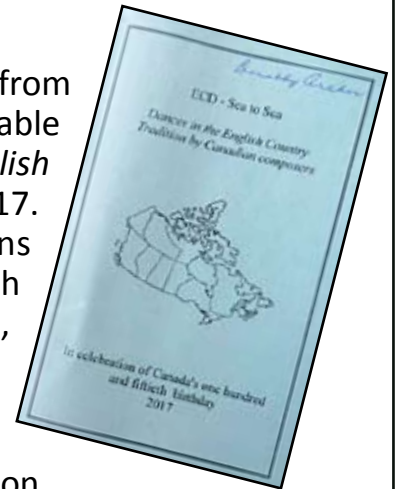 from
able
lish
17.
ns
h
,
on
ECD - Sea to Sea
Dances in the English Country
Tradition by Canadian composers
In celebration of Canada's one hundred
and fiftieth birthday
2017